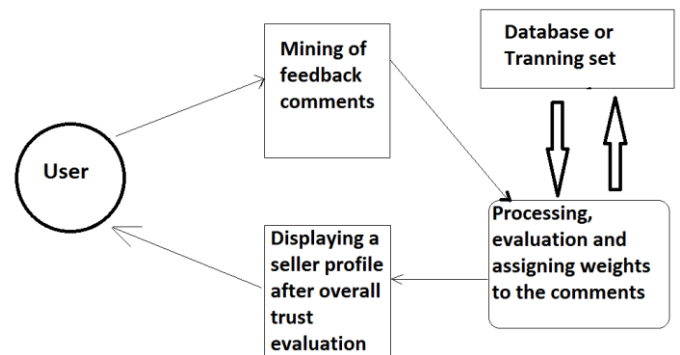 User
Mining of
feedback
comments
Database or
Tranning set
Processing,
evaluation and
assigning weights
to the comments
Displaying a
seller profile
after overall
trust
evaluation